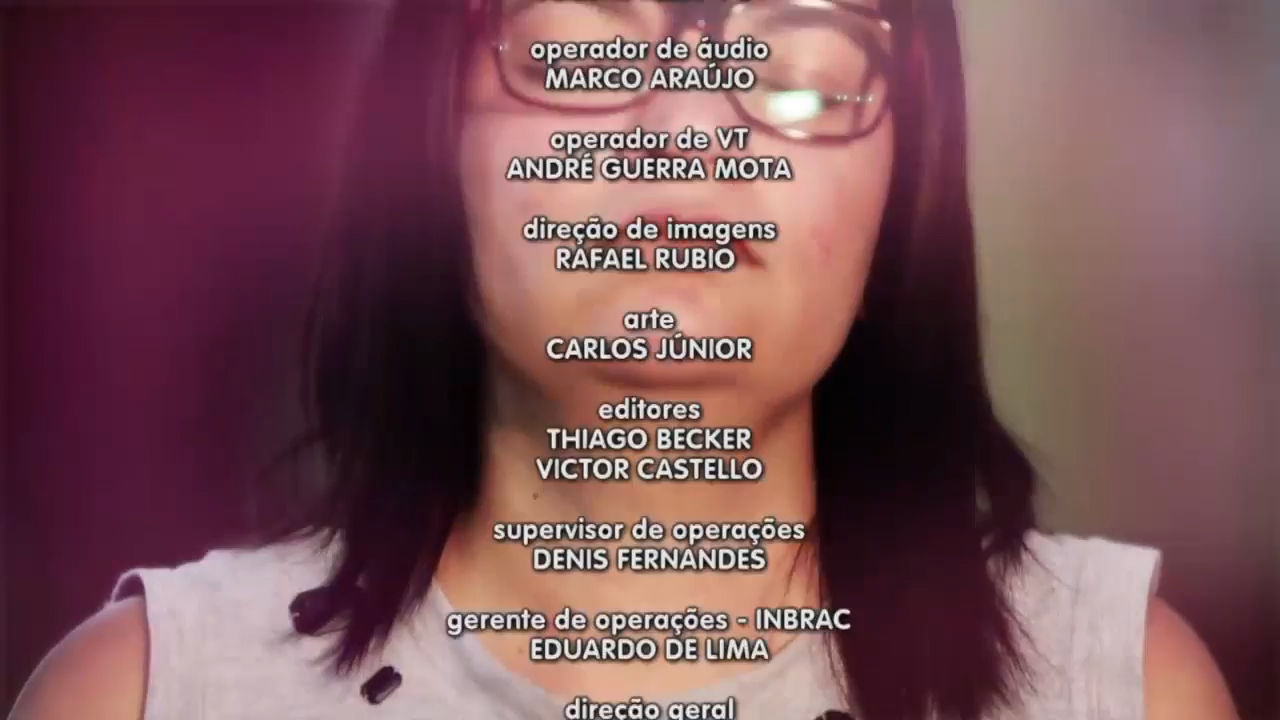 operador de áudio
MARCO ARAÚJO
operador de VT
ANDRÉ GUERRA MOTA
direção de imagens
RAFAEL RUBIO
arte
CARLOS JÚNIOR
editores
THIAGO BECKER
VICTOR CASTELLO
supervisor de operações
DENIS FERNANDES
gerente de operações - INBRAC
EDUARDO DE LIMA
direção geral